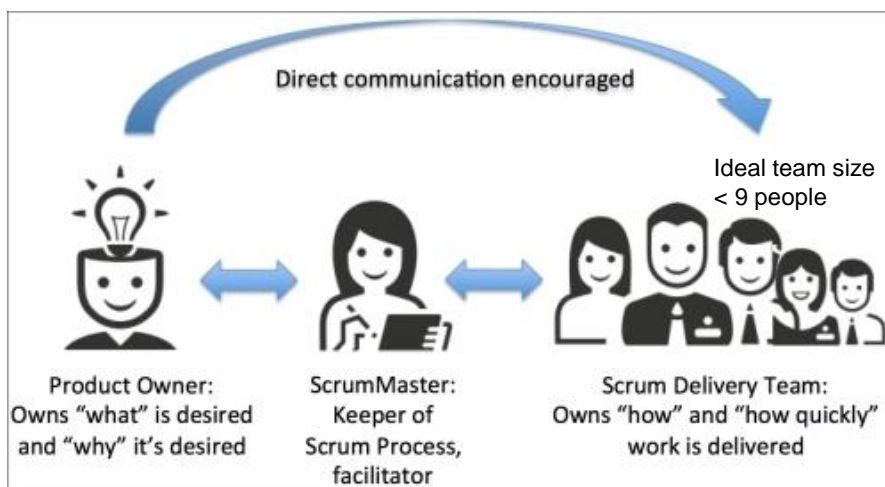 Direct communication encouraged
Ideal team size
< 9 people
Product Owner:
Owns “what” is desired
and “why” it’s desired
ScrumMaster:
Keeper of
Scrum Process,
facilitator
Scrum Delivery Team:
Owns “how” and “how quickly”
work is delivered